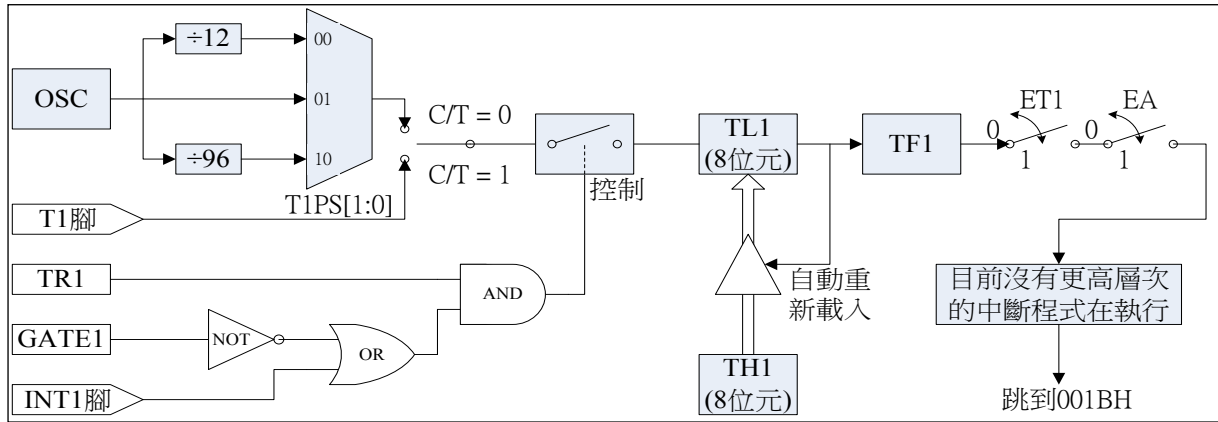 ÷12
00
OSC
01
÷96
10
T1PS[1:0]
C/T = 0
C/T = 1
控制
TL1
(8位元)
TF1
ET1
0
1
EA
0
1
T1腳
TR1
GATE1
NOT
INT1腳
OR
AND
自動重
新載入
TH1
(8位元)
目前沒有更高層次
的中斷程式在執行
跳到001BH